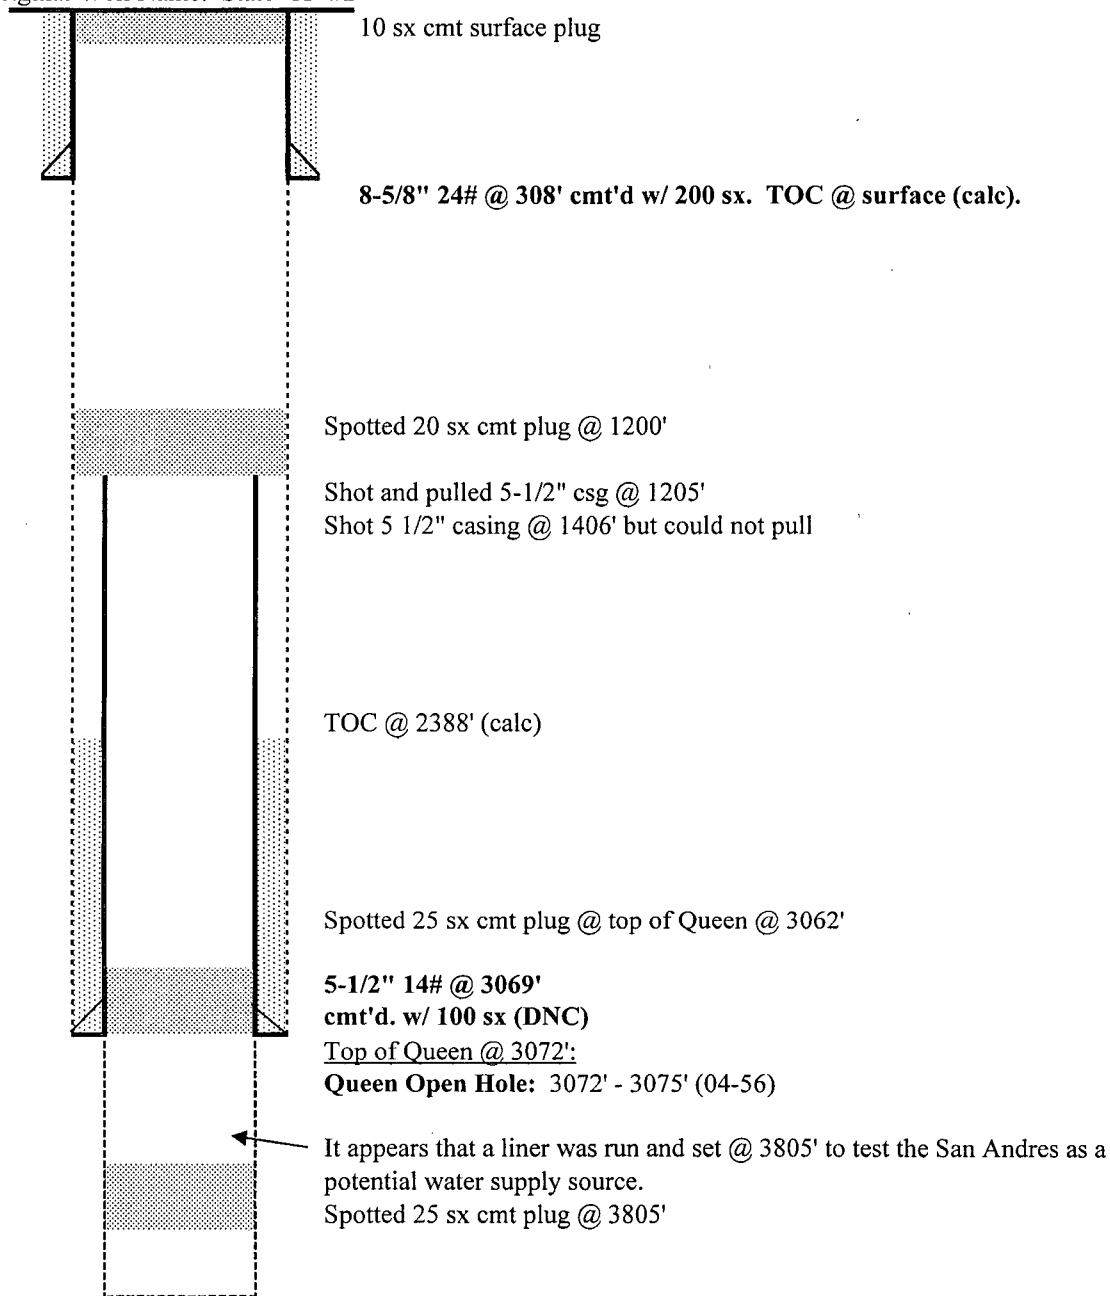 10 sx cmt surface plug
8-5/8" 24# @ 308' cmt'd w/ 200 sx. TOC @ surface (calc).
Spotted 20 sx cmt plug @ 1200'
Shot and pulled 5-1/2" csg @ 1205'
Shot 5 1/2" casing @ 1406' but could not pull
TOC @ 2388' (calc)
Spotted 25 sx cmt plug @ top of Queen @ 3062'
5-1/2" 14# @ 3069'
cmt'd. w/ 100 sx (DNC)
Top of Queen @ 3072':
Queen Open Hole: 3072' - 3075' (04-56)
It appears that a liner was run and set @ 3805' to test the San Andres as a
potential water supply source.
Spotted 25 sx cmt plug @ 3805'